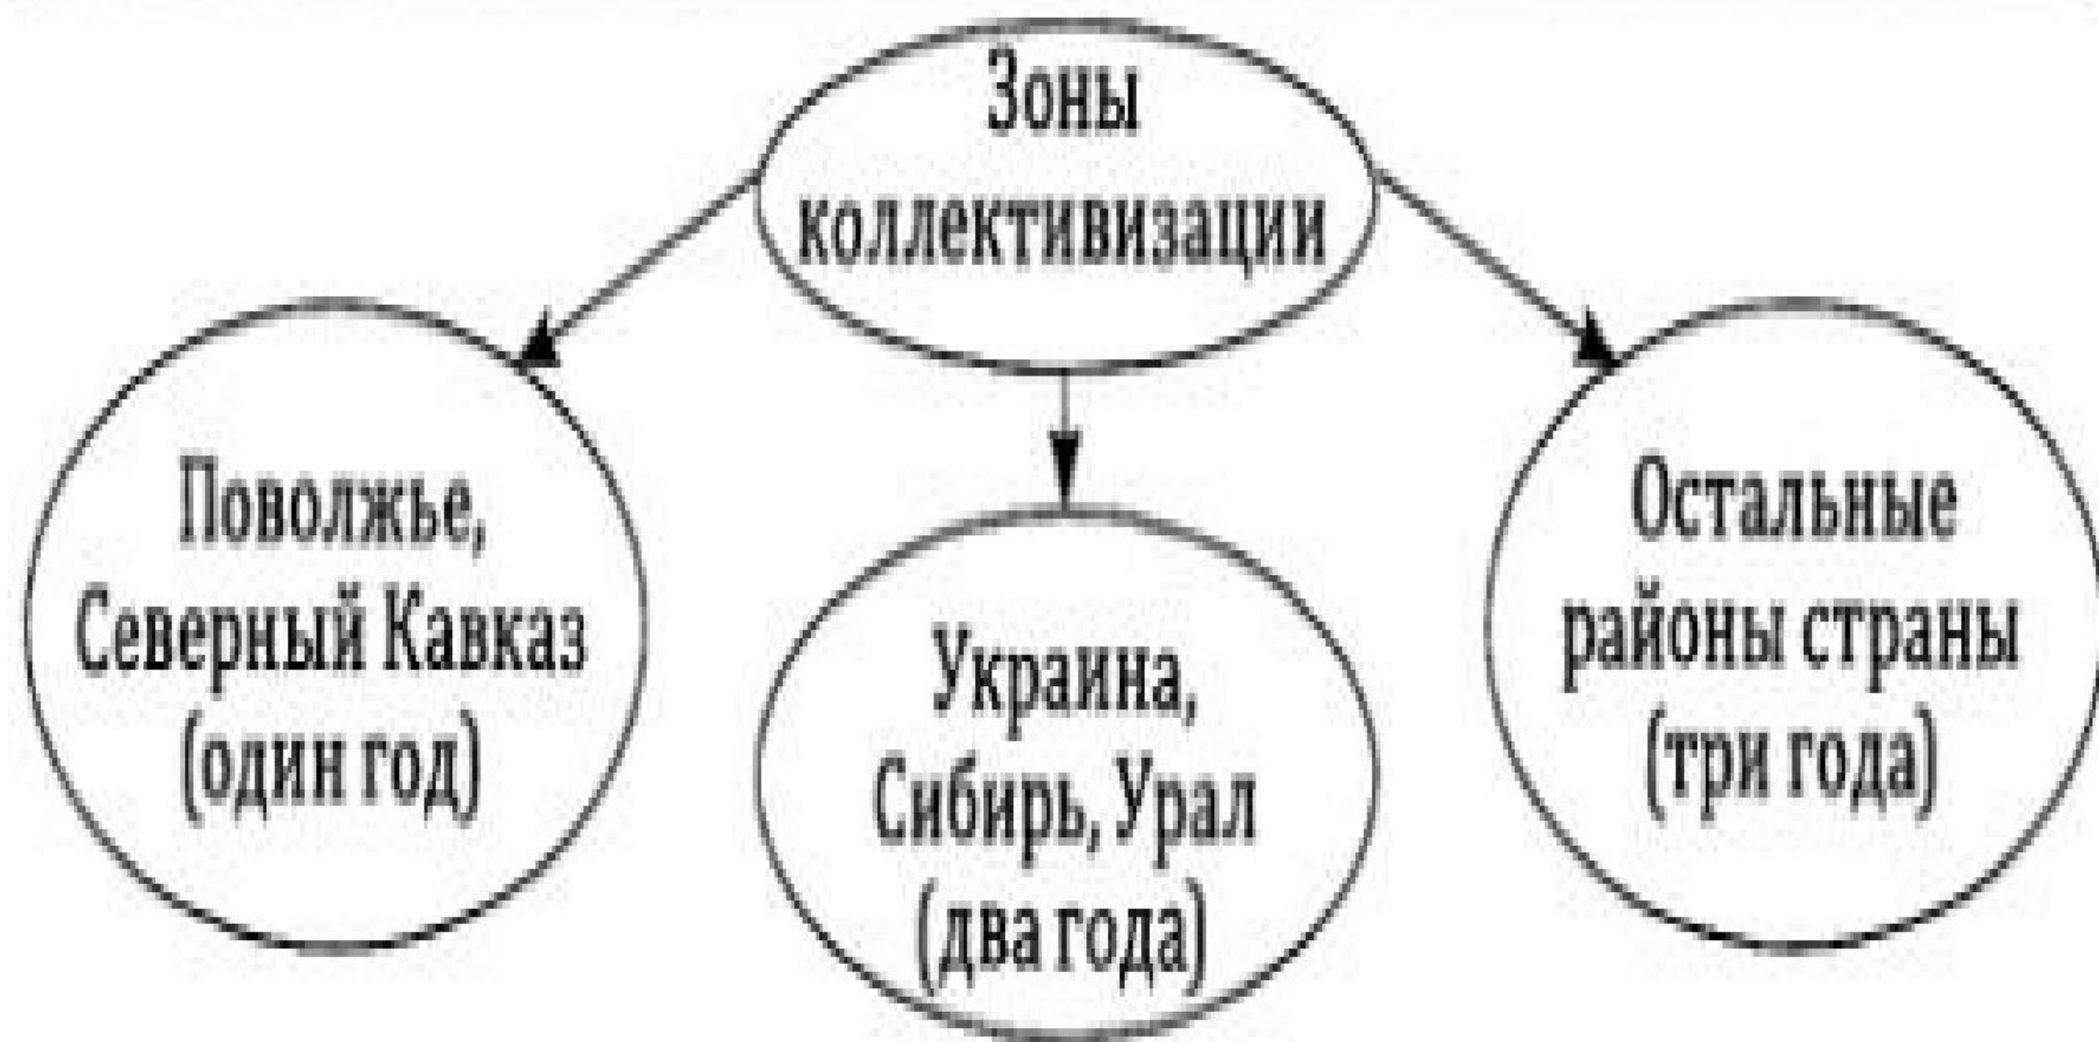 Зоны
коллективизации
Поволжье,
Северный Кавказ
(один год)
Украина,
Сибирь, Урал
(два года)
Остальные
районы страны
(три года)